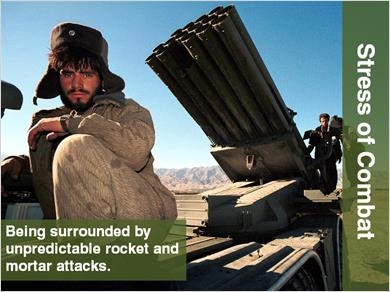 Stress of Combat
Being surrounded by
unpredictable rocket and
mortar attacks.